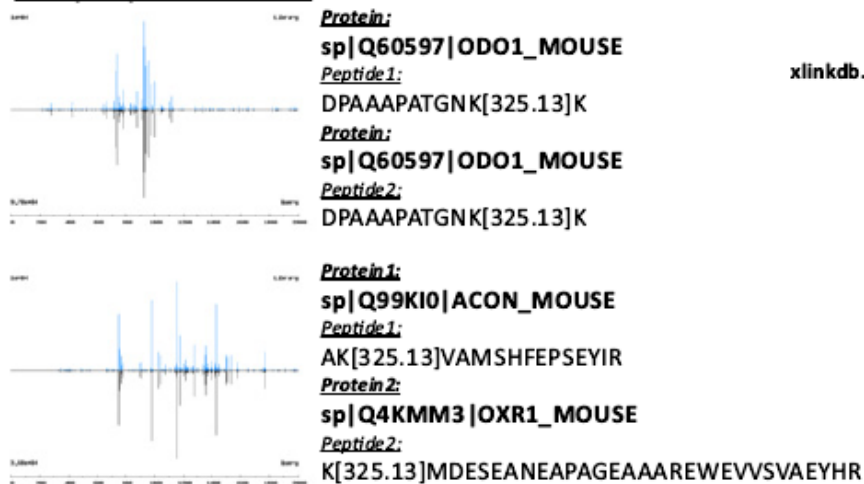 Protein:
sp|Q60597|ODO1_MOUSE
Peptide1:
DPAAAPATGNK[325.13]K
Protein:
sp|Q60597|ODO1_MOUSE
Peptide2:
DPAAAPATGNK[325.13]K
xlinkdb.
Protein1:
sp|Q99KI0|ACON_MOUSE
Peptide1:
AK[325.13]VAMSHFEPSEYIR
Protein2:
sp|Q4KMM3|OXR1_MOUSE
Peptide2:
K[325.13]MDESEANEAPAGEAAAREWEVVSVAEYHR